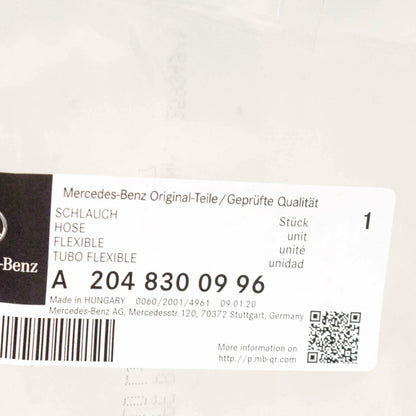 Mercedes-Benz Original-Teile/Geprüfte Qualität
SCHLAUCH
HOSE
FLEXIBLE
TUBO FLEXIBLE
Stück
unit
unité
unidad
1
-Benz
A 204 830 09 96
Made in HUNGARY 0060/2001/4961 09.01.20
Mercedes-Benz AG, Mercedesstr. 120, 70372 Stuttgart, Germany
More information on
http://p.mb-qr.com/